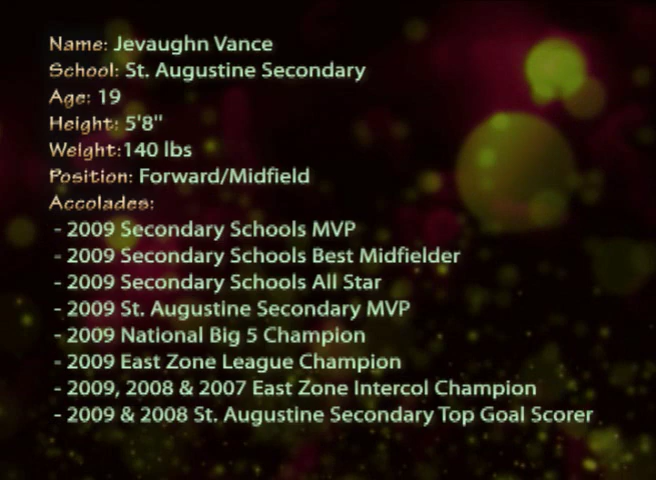 Name: Jevaughn Vance
School: St. Augustine Secondary
Age: 19
Height: 5'8"
Weight:140 lbs
Position: Forward/Midfield
Accolades:
- 2009 Secondary Schools MVP
- 2009 Secondary Schools Best Midfielder
- 2009 Secondary Schools All Star
- 2009 St. Augustine Secondary MVP
- 2009 National Big 5 Champion
- 2009 East Zone League Champion
- 2009, 2008 & 2007 East Zone Intercol Champion
- 2009 & 2008 St. Augustine Secondary Top Goal Scorer